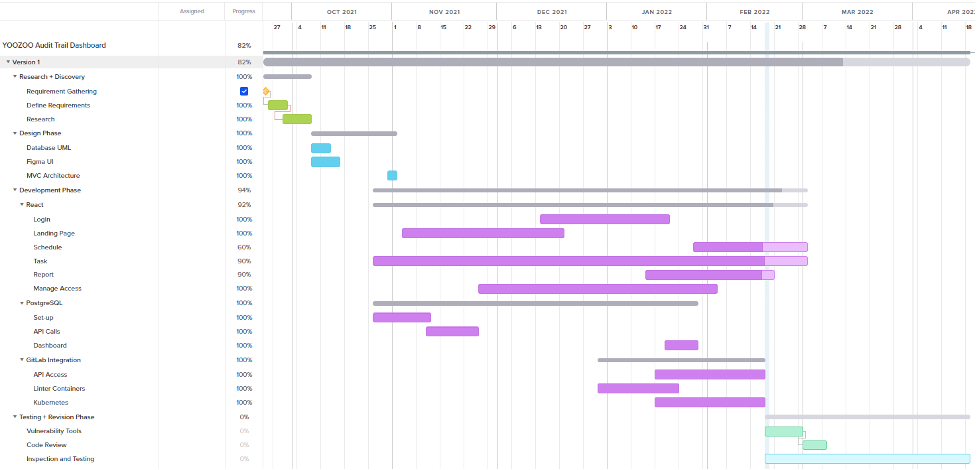 Assigned Progress OCT 2021 NOV 2021 DEC 2021 JAN 2022 FEB 2022 MAR 2022 APR 202
27 4 11 18 25 1 8 15 22 29 6 13 20 27 3 10 17 24 31 7 14 21 28 7 14 21 28 4 11 18
YOOZOO Audit Trail Dashboard 82%
Version 1 82%
Research + Discovery 100%
Requirement Gathering
Define Requirements 100%
Research 100%
Design Phase 100%
Database UML 100%
Figma UI 100%
MVC Architecture 100%
Development Phase 94%
React 92%
Login 100%
Landing Page 100%
Schedule 60%
Task 90%
Report 90%
Manage Access 100%
PostgreSQL 100%
Set-up 100%
API Calls 100%
Dashboard 100%
GitLab Integration 100%
API Access 100%
Linter Containers 100%
Kubernetes 100%
Testing + Revision Phase 0%
Vulnerability Tools 0%
Code Review 0%
Inspection and Testing 0%